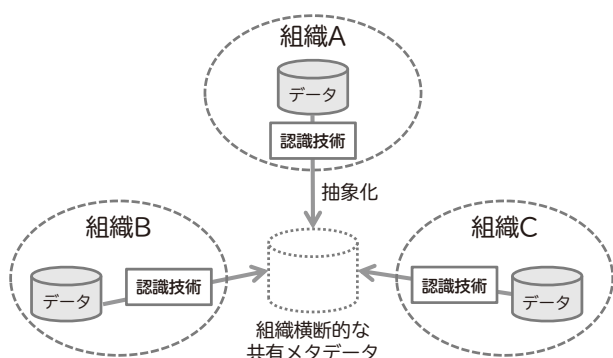 組織A
データ
認識技術
抽象化
組織B
データ
認識技術
組織C
認識技術
データ
組織横断的な
共有メタデータ